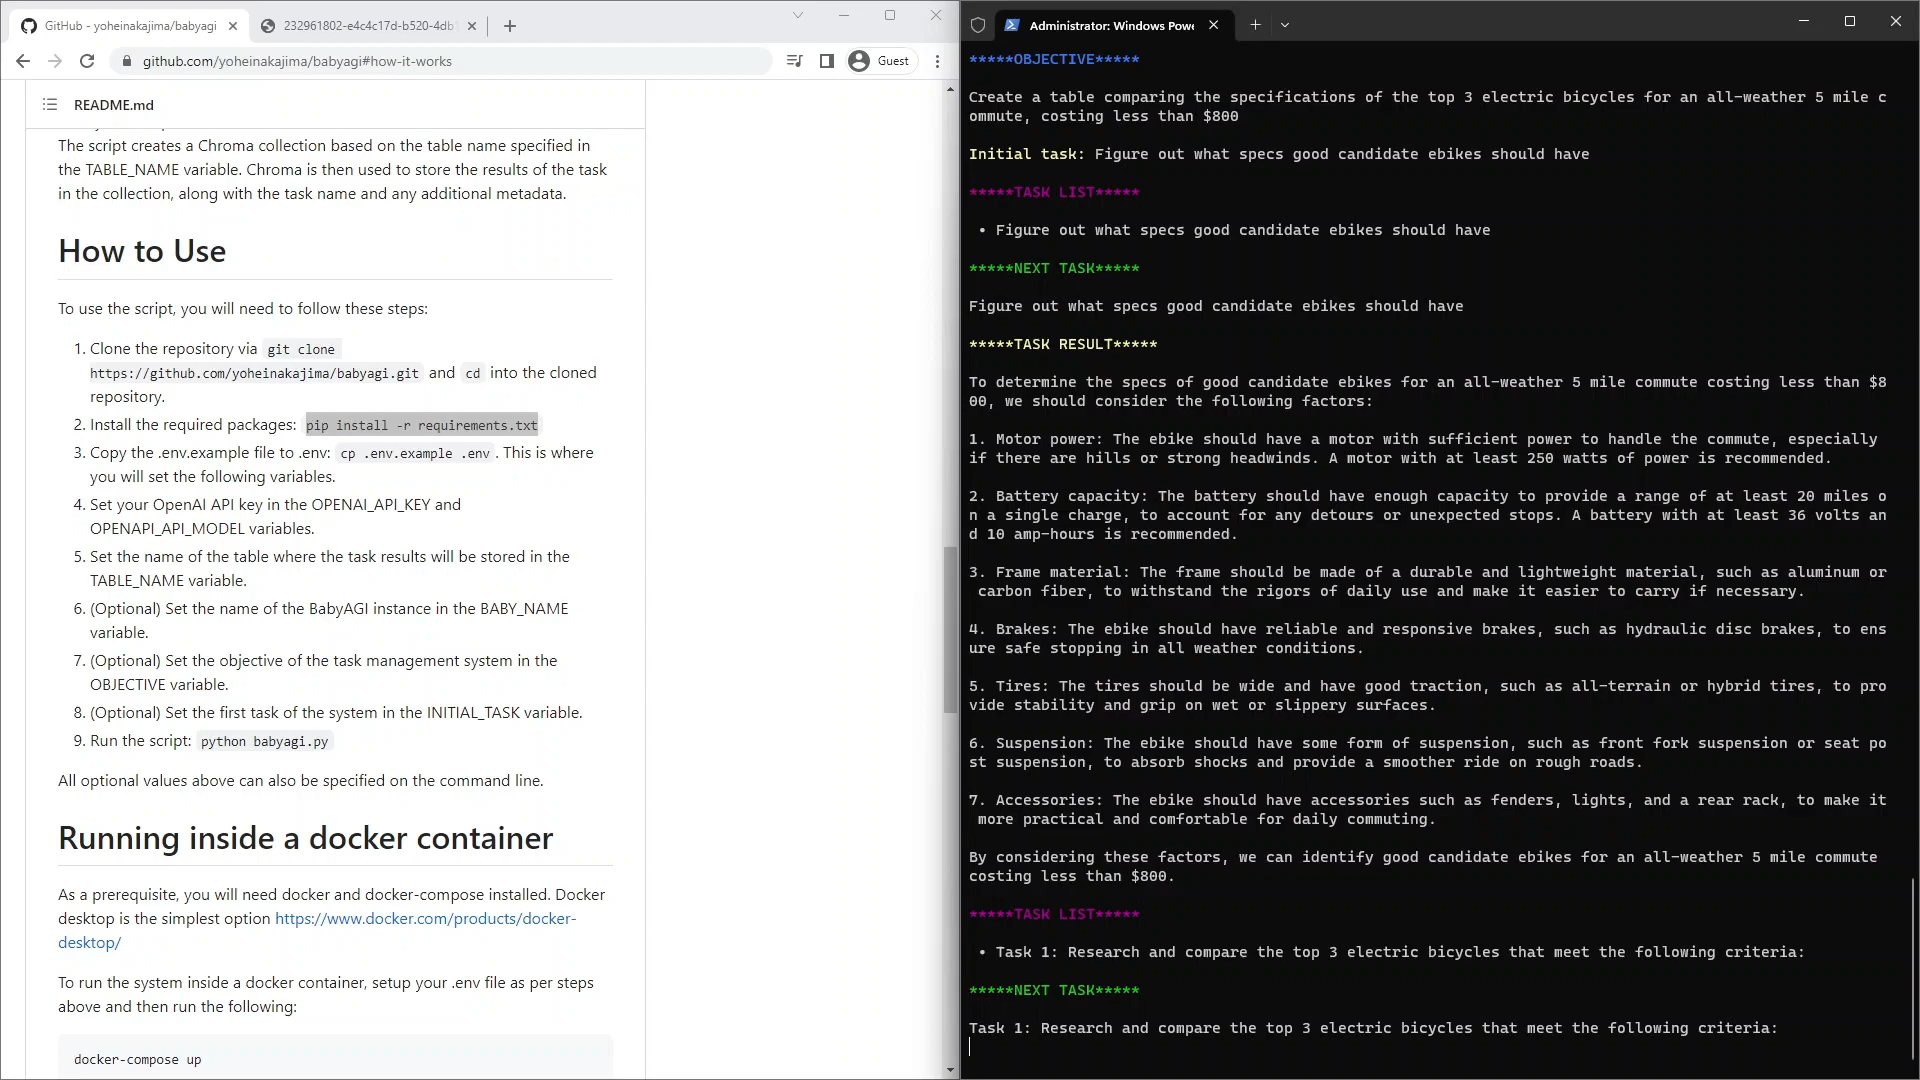 GitHub - yoheinakajima/babyagi
232961802-e4c4c17d-b520-4db
github.com/yoheinakajima/babyagi#how-it-works
Guest
README.md
The script creates a Chroma collection based on the table name specified in
the TABLE_NAME variable. Chroma is then used to store the results of the task
in the collection, along with the task name and any additional metadata.
How to Use
To use the script, you will need to follow these steps:
1. Clone the repository via git clone
https://github.com/yoheinakajima/babyagi.git and cd into the cloned
repository.
2. Install the required packages: pip install -r requirements.txt
3. Copy the .env.example file to .env: cp .env.example .env. This is where
you will set the following variables.
4. Set your OpenAI API key in the OPENAI_API_KEY and
OPENAPI_API_MODEL variables.
5. Set the name of the table where the task results will be stored in the
TABLE_NAME variable.
6. (Optional) Set the name of the BabyAGI instance in the BABY_NAME
variable.
7. (Optional) Set the objective of the task management system in the
OBJECTIVE variable.
8. (Optional) Set the first task of the system in the INITIAL_TASK variable.
9. Run the script: python babyagi.py
All optional values above can also be specified on the command line.
Running inside a docker container
As a prerequisite, you will need docker and docker-compose installed. Docker
desktop is the simplest option https://www.docker.com/products/docker-
desktop/
To run the system inside a docker container, setup your .env file as per steps
above and then run the following:
docker-compose up
Administrator: Windows Powe
*****OBJECTIVE*****
Create a table comparing the specifications of the top 3 electric bicycles for an all-weather 5 mile c
ommute, costing less than $800
Initial task: Figure out what specs good candidate ebikes should have
*****TASK LIST*****
• Figure out what specs good candidate ebikes should have
*****NEXT TASK*****
Figure out what specs good candidate ebikes should have
*****TASK RESULT*****
To determine the specs of good candidate ebikes for an all-weather 5 mile commute costing less than $8
00, we should consider the following factors:
1. Motor power: The ebike should have a motor with sufficient power to handle the commute, especially
if there are hills or strong headwinds. A motor with at least 250 watts of power is recommended.
2. Battery capacity: The battery should have enough capacity to provide a range of at least 20 miles o
n a single charge, to account for any detours or unexpected stops. A battery with at least 36 volts an
d 10 amp-hours is recommended.
3. Frame material: The frame should be made of a durable and lightweight material, such as aluminum or
carbon fiber, to withstand the rigors of daily use and make it easier to carry if necessary.
4. Brakes: The ebike should have reliable and responsive brakes, such as hydraulic disc brakes, to ens
ure safe stopping in all weather conditions.
5. Tires: The tires should be wide and have good traction, such as all-terrain or hybrid tires, to pro
vide stability and grip on wet or slippery surfaces.
6. Suspension: The ebike should have some form of suspension, such as front fork suspension or seat po
st suspension, to absorb shocks and provide a smoother ride on rough roads.
7. Accessories: The ebike should have accessories such as fenders, lights, and a rear rack, to make it
more practical and comfortable for daily commuting.
By considering these factors, we can identify good candidate ebikes for an all-weather 5 mile commute
costing less than $800.
*****TASK LIST*****
• Task 1: Research and compare the top 3 electric bicycles that meet the following criteria:
*****NEXT TASK*****
Task 1: Research and compare the top 3 electric bicycles that meet the following criteria: